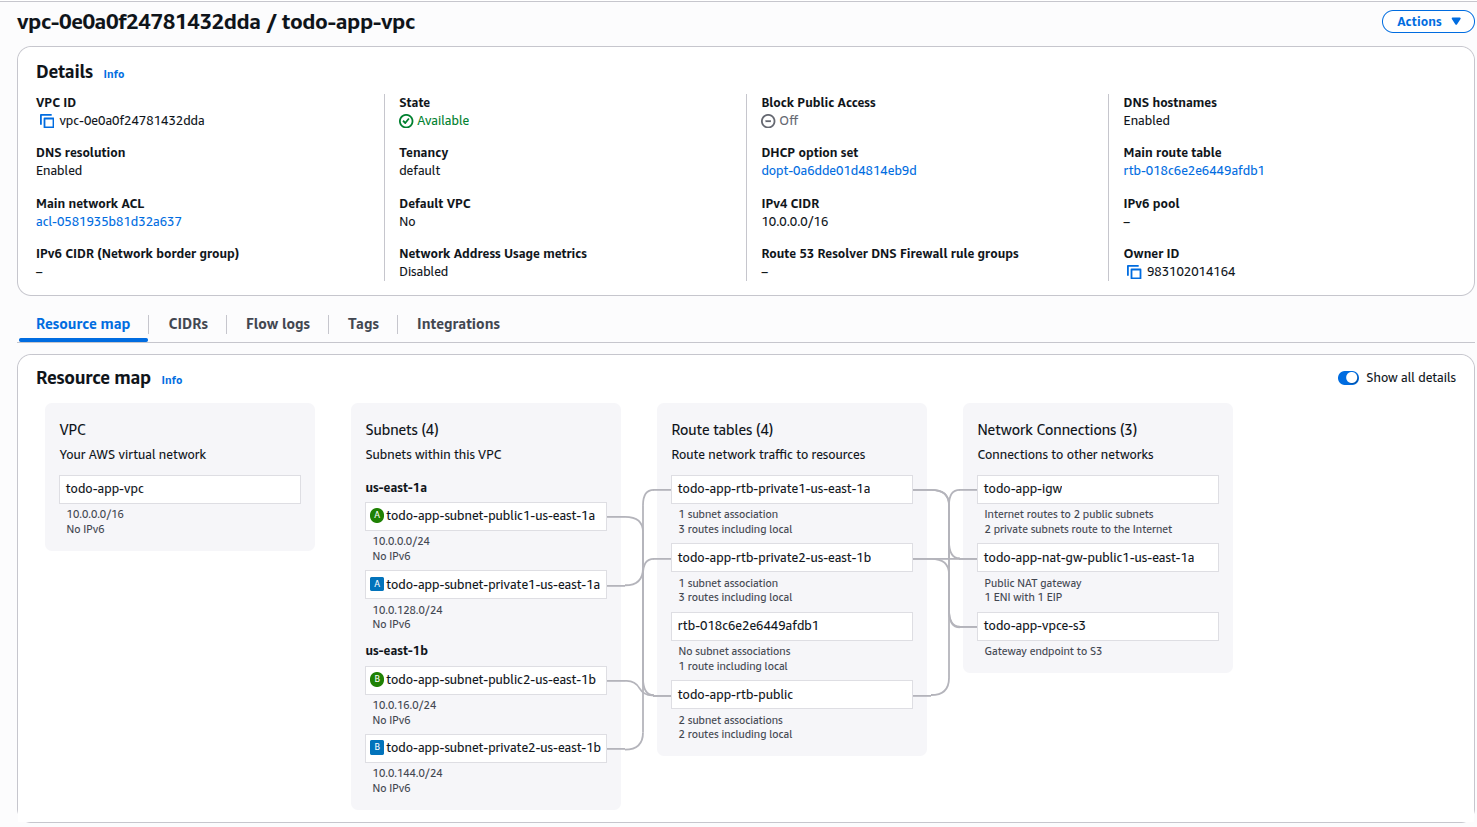 vpc-0e0a0f24781432dda / todo-app-vpc
Actions
Details Info
VPC ID
vpc-0e0a0f24781432dda
State
Available
Block Public Access
Off
DNS hostnames
Enabled
DNS resolution
Enabled
Tenancy
default
DHCP option set
dopt-0a6dde01d4814eb9d
Main route table
rtb-018c6e2e6449afdb1
Main network ACL
acl-0581935b81d32a637
Default VPC
No
IPv4 CIDR
10.0.0.0/16
IPv6 pool
–
IPv6 CIDR (Network border group)
–
Network Address Usage metrics
Disabled
Route 53 Resolver DNS Firewall rule groups
–
Owner ID
983102014164
Resource map
CIDRs
Flow logs
Tags
Integrations
Resource map Info
Show all details
VPC
Your AWS virtual network
todo-app-vpc
10.0.0.0/16
No IPv6
Subnets (4)
Subnets within this VPC
us-east-1a
A todo-app-subnet-public1-us-east-1a
10.0.0.0/24
No IPv6
A todo-app-subnet-private1-us-east-1a
10.0.128.0/24
No IPv6
us-east-1b
B todo-app-subnet-public2-us-east-1b
10.0.16.0/24
No IPv6
B todo-app-subnet-private2-us-east-1b
10.0.144.0/24
No IPv6
Route tables (4)
Route network traffic to resources
todo-app-rtb-private1-us-east-1a
1 subnet association
3 routes including local
todo-app-rtb-private2-us-east-1b
1 subnet association
3 routes including local
rtb-018c6e2e6449afdb1
No subnet associations
1 route including local
todo-app-rtb-public
2 subnet associations
2 routes including local
Network Connections (3)
Connections to other networks
todo-app-igw
Internet routes to 2 public subnets
2 private subnets route to the Internet
todo-app-nat-gw-public1-us-east-1a
Public NAT gateway
1 ENI with 1 EIP
todo-app-vpce-s3
Gateway endpoint to S3